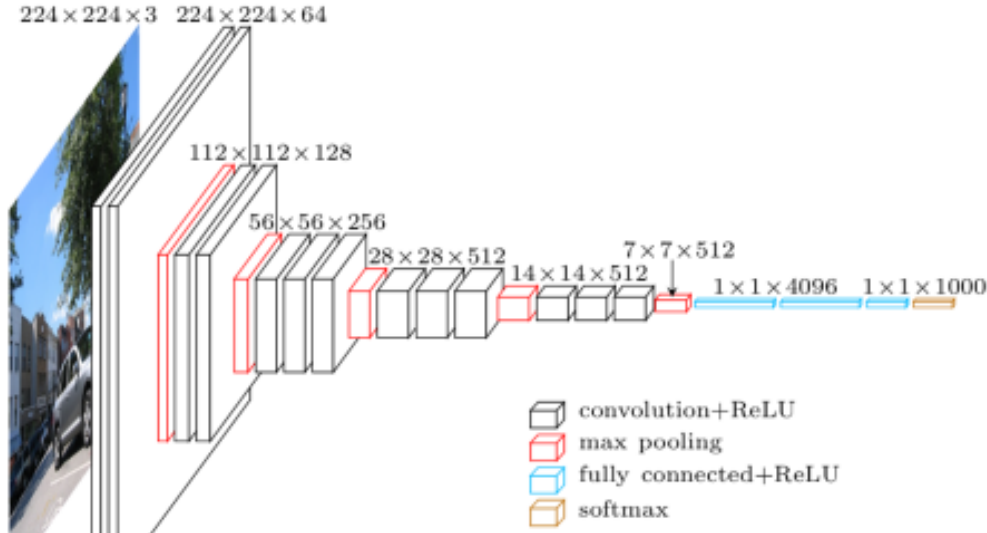 224×224×3
224×224×64
112×112×128
56×56×256
28×28×512
14×14×512
7×7×512
1×1×4096
1×1×1000
convolution+ReLU
max pooling
fully connected+ReLU
softmax